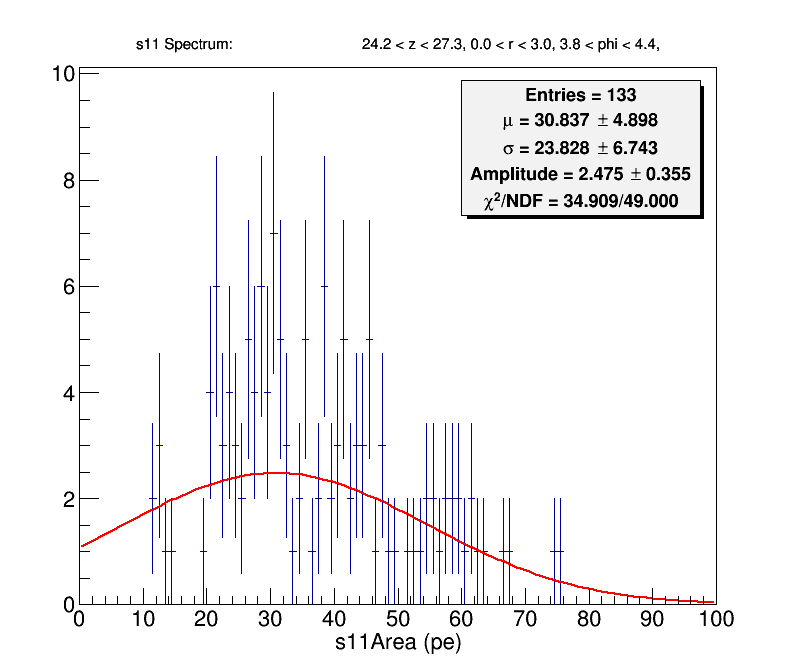 s11 Spectrum: 24.2 < z < 27.3, 0.0 < r < 3.0, 3.8 < phi < 4.4,
Entries = 133
μ = 30.837 ± 4.898
σ = 23.828 ± 6.743
Amplitude = 2.475 ± 0.355
χ²/NDF = 34.909/49.000
10
8
6
4
2
0
0 10 20 30 40 50 60 70 80 90 100
s11Area (pe)